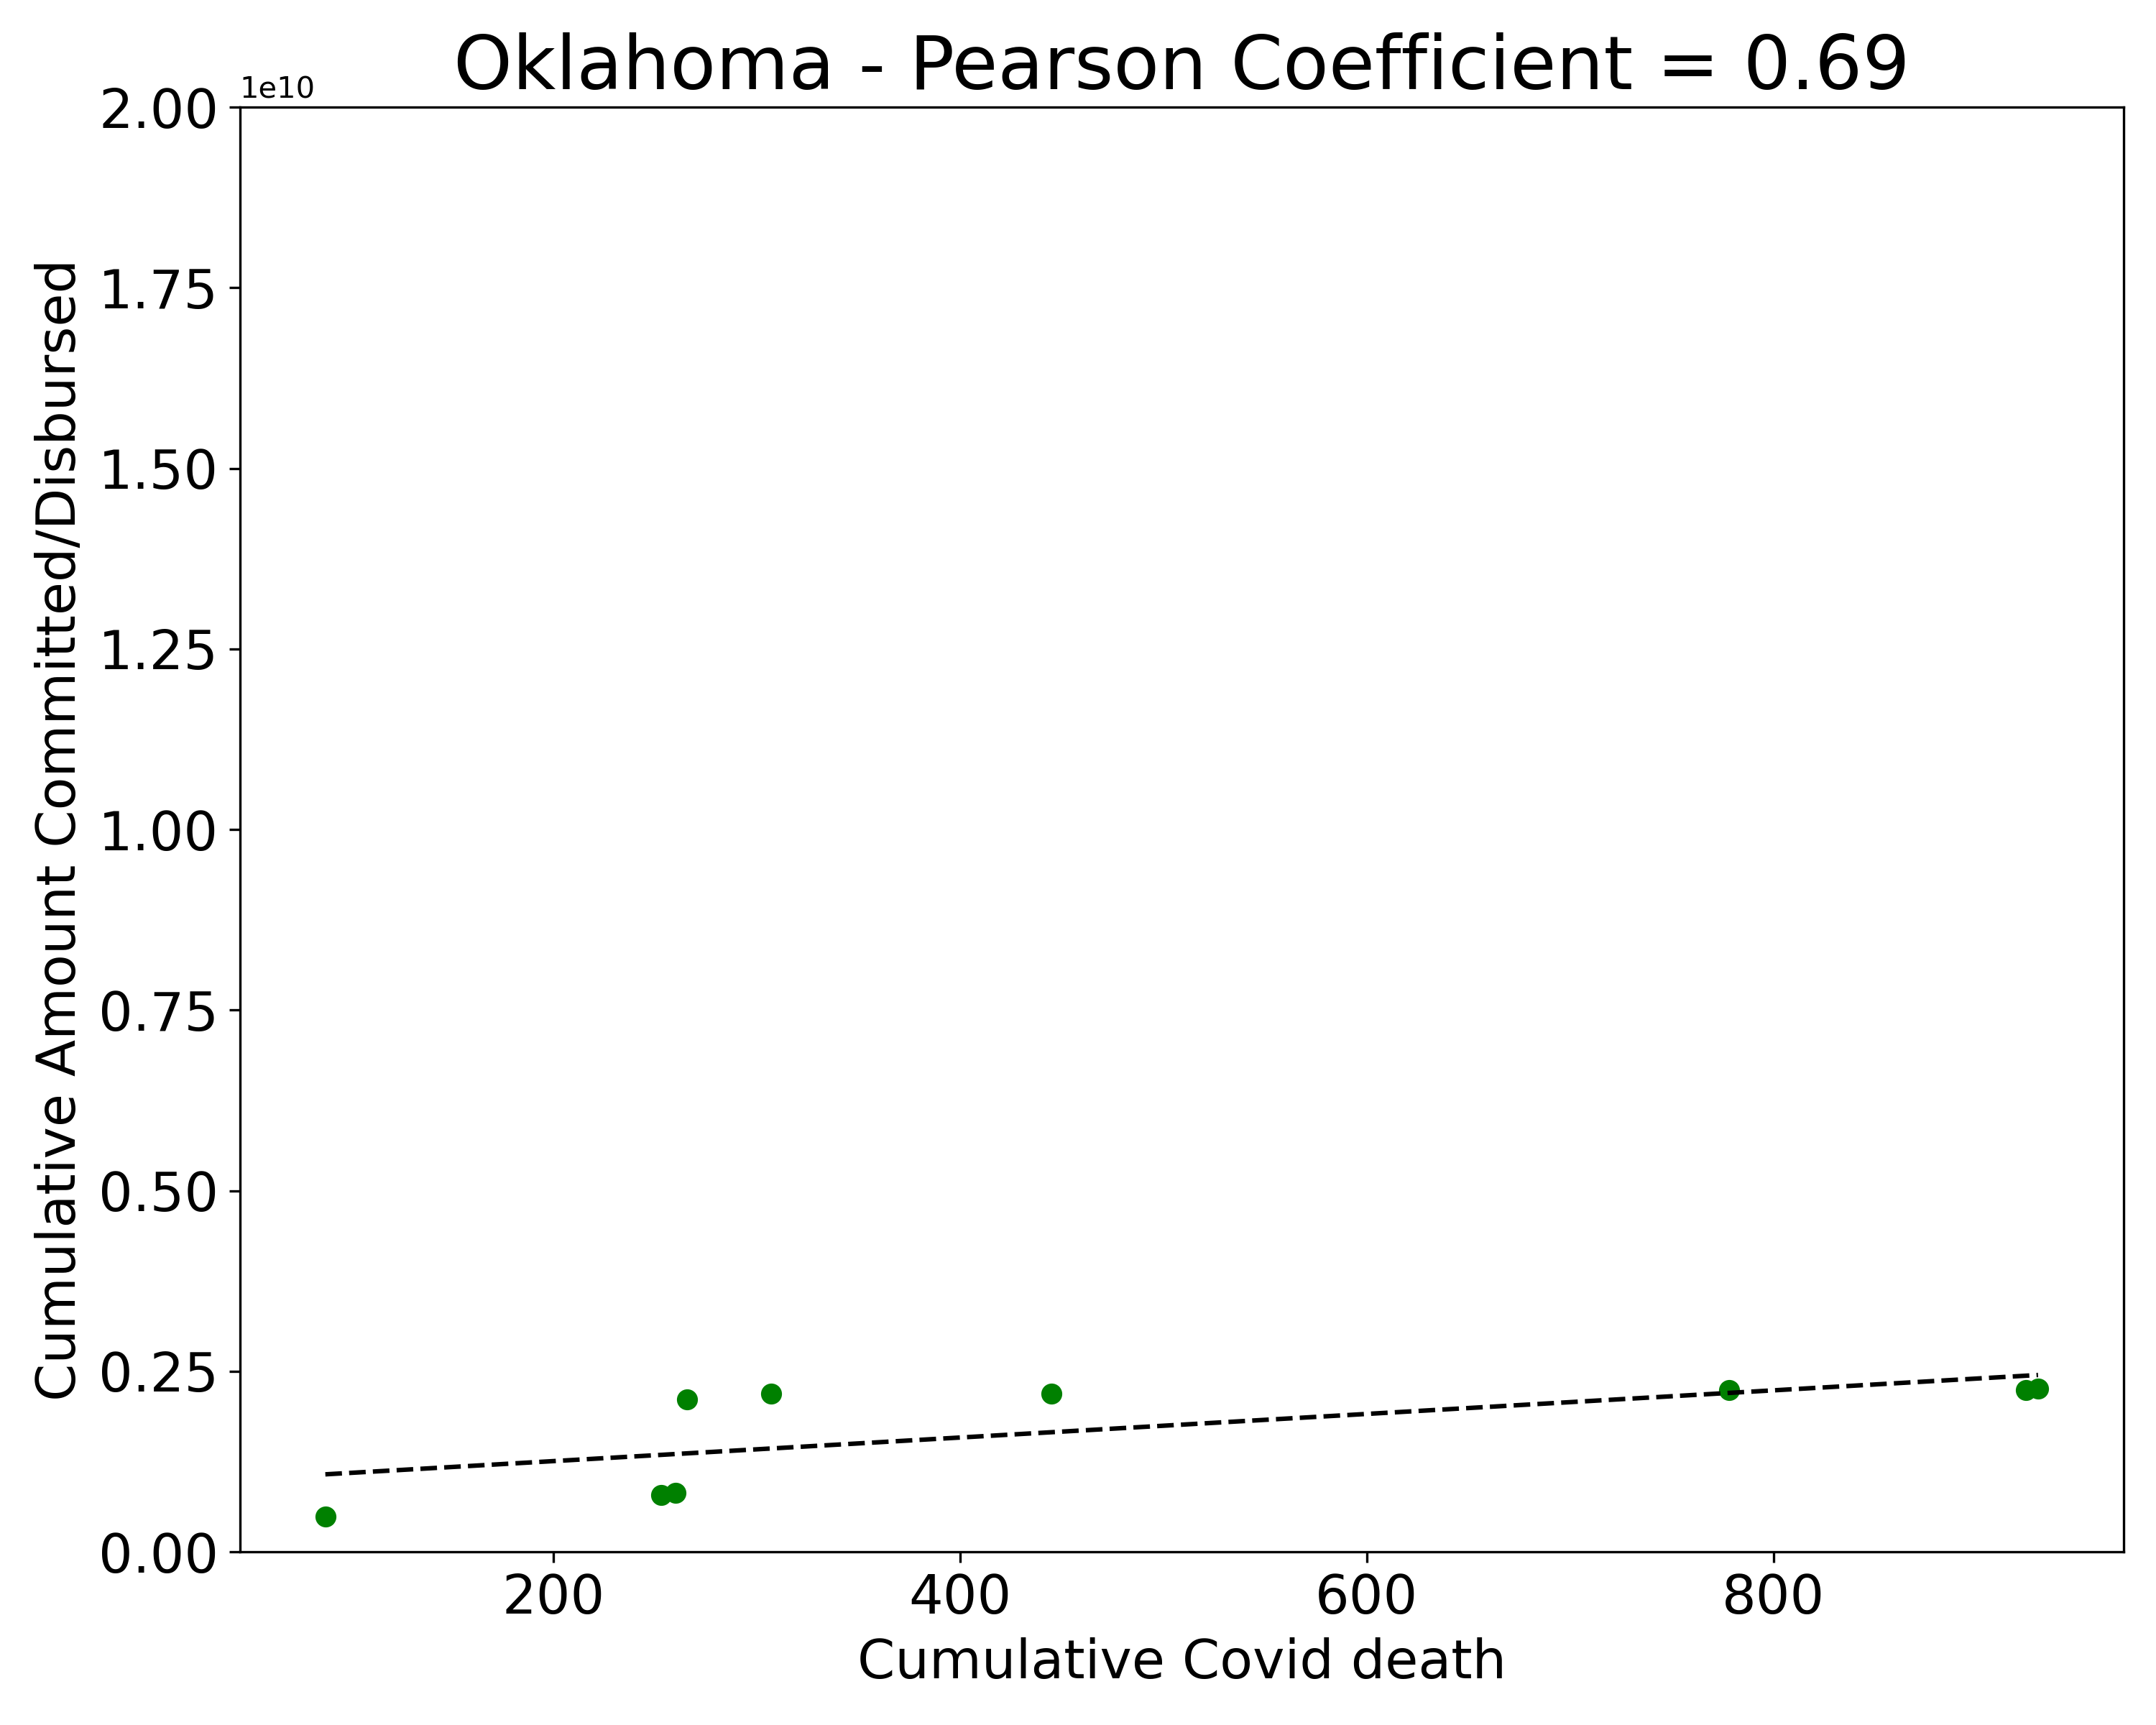 Oklahoma - Pearson Coefficient = 0.69
1e10
2.00
1.75
1.50
1.25
1.00
0.75
0.50
0.25
0.00
Cumulative Amount Committed/Disbursed
200 400 600 800
Cumulative Covid death